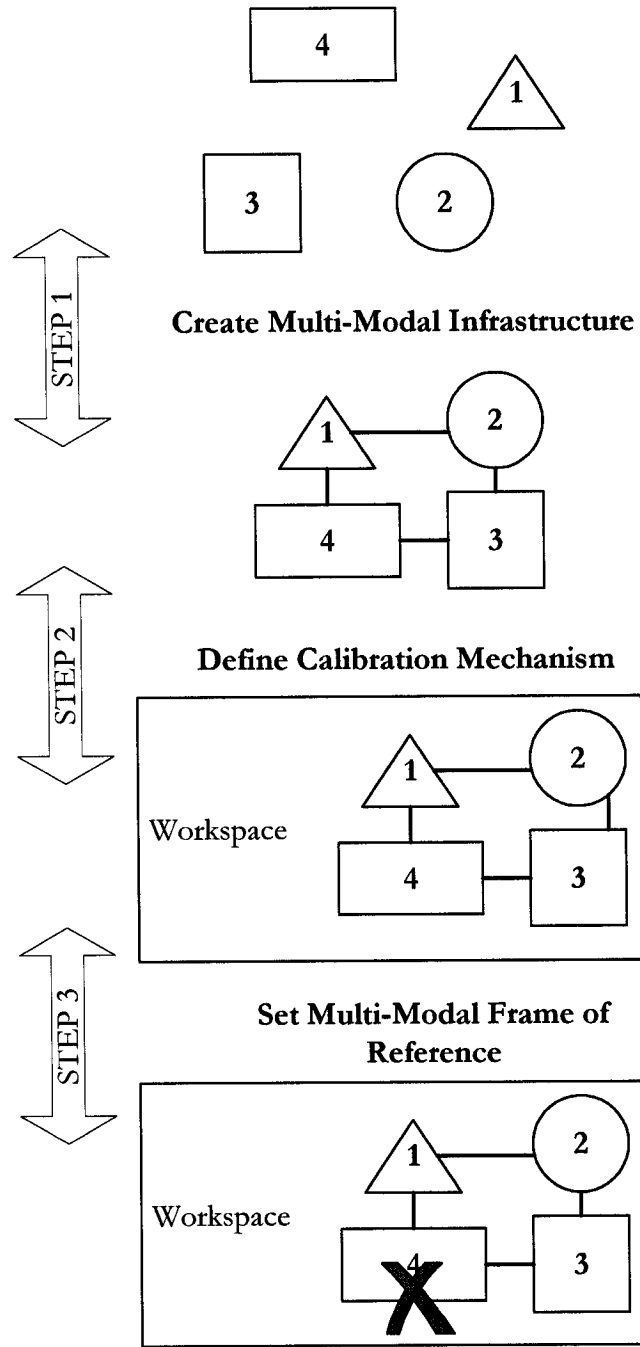 4
1
3
2
STEP 1
Create Multi-Modal Infrastructure
1
2
4
3
STEP 2
Define Calibration Mechanism
1
2
Workspace
4
3
STEP 3
Set Multi-Modal Frame of
Reference
1
2
Workspace
4
3